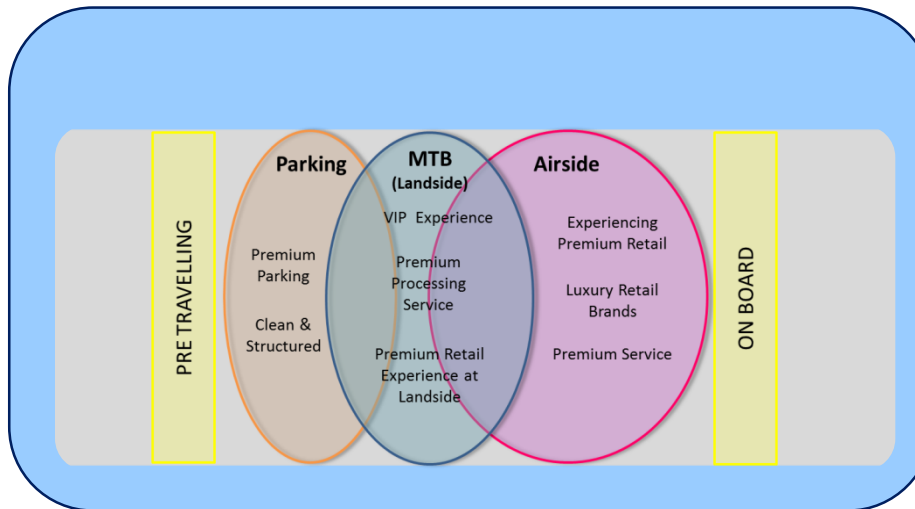 PRE TRAVELLING
Parking
Premium
Parking
Clean &
Structured
MTB
(Landside)
VIP Experience
Premium
Processing
Service
Premium Retail
Experience at
Landside
Airside
Experiencing
Premium Retail
Luxury Retail
Brands
Premium Service
ON BOARD